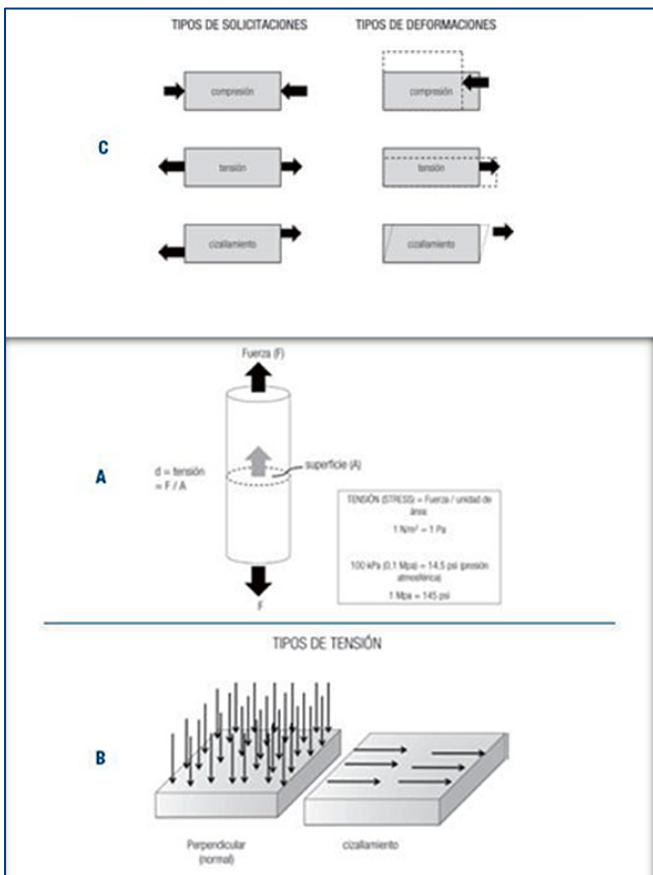 TIPOS DE SOLICITACIONES
TIPOS DE DEFORMACIONES
compresión
compresión
C
tensión
tensión
cizallamiento
cizallamiento
Fuerza (F)
A
d = tensión
= F / A
superficie (A)
TENSIÓN (STRESS) = Fuerza / unidad de
área:
1 N/m² = 1 Pa
100 kPa (0,1 Mpa) = 14,5 psi (presión
atmosférica)
1 Mpa = 145 psi
F
TIPOS DE TENSIÓN
B
Perpendicular
(normal)
cizallamiento